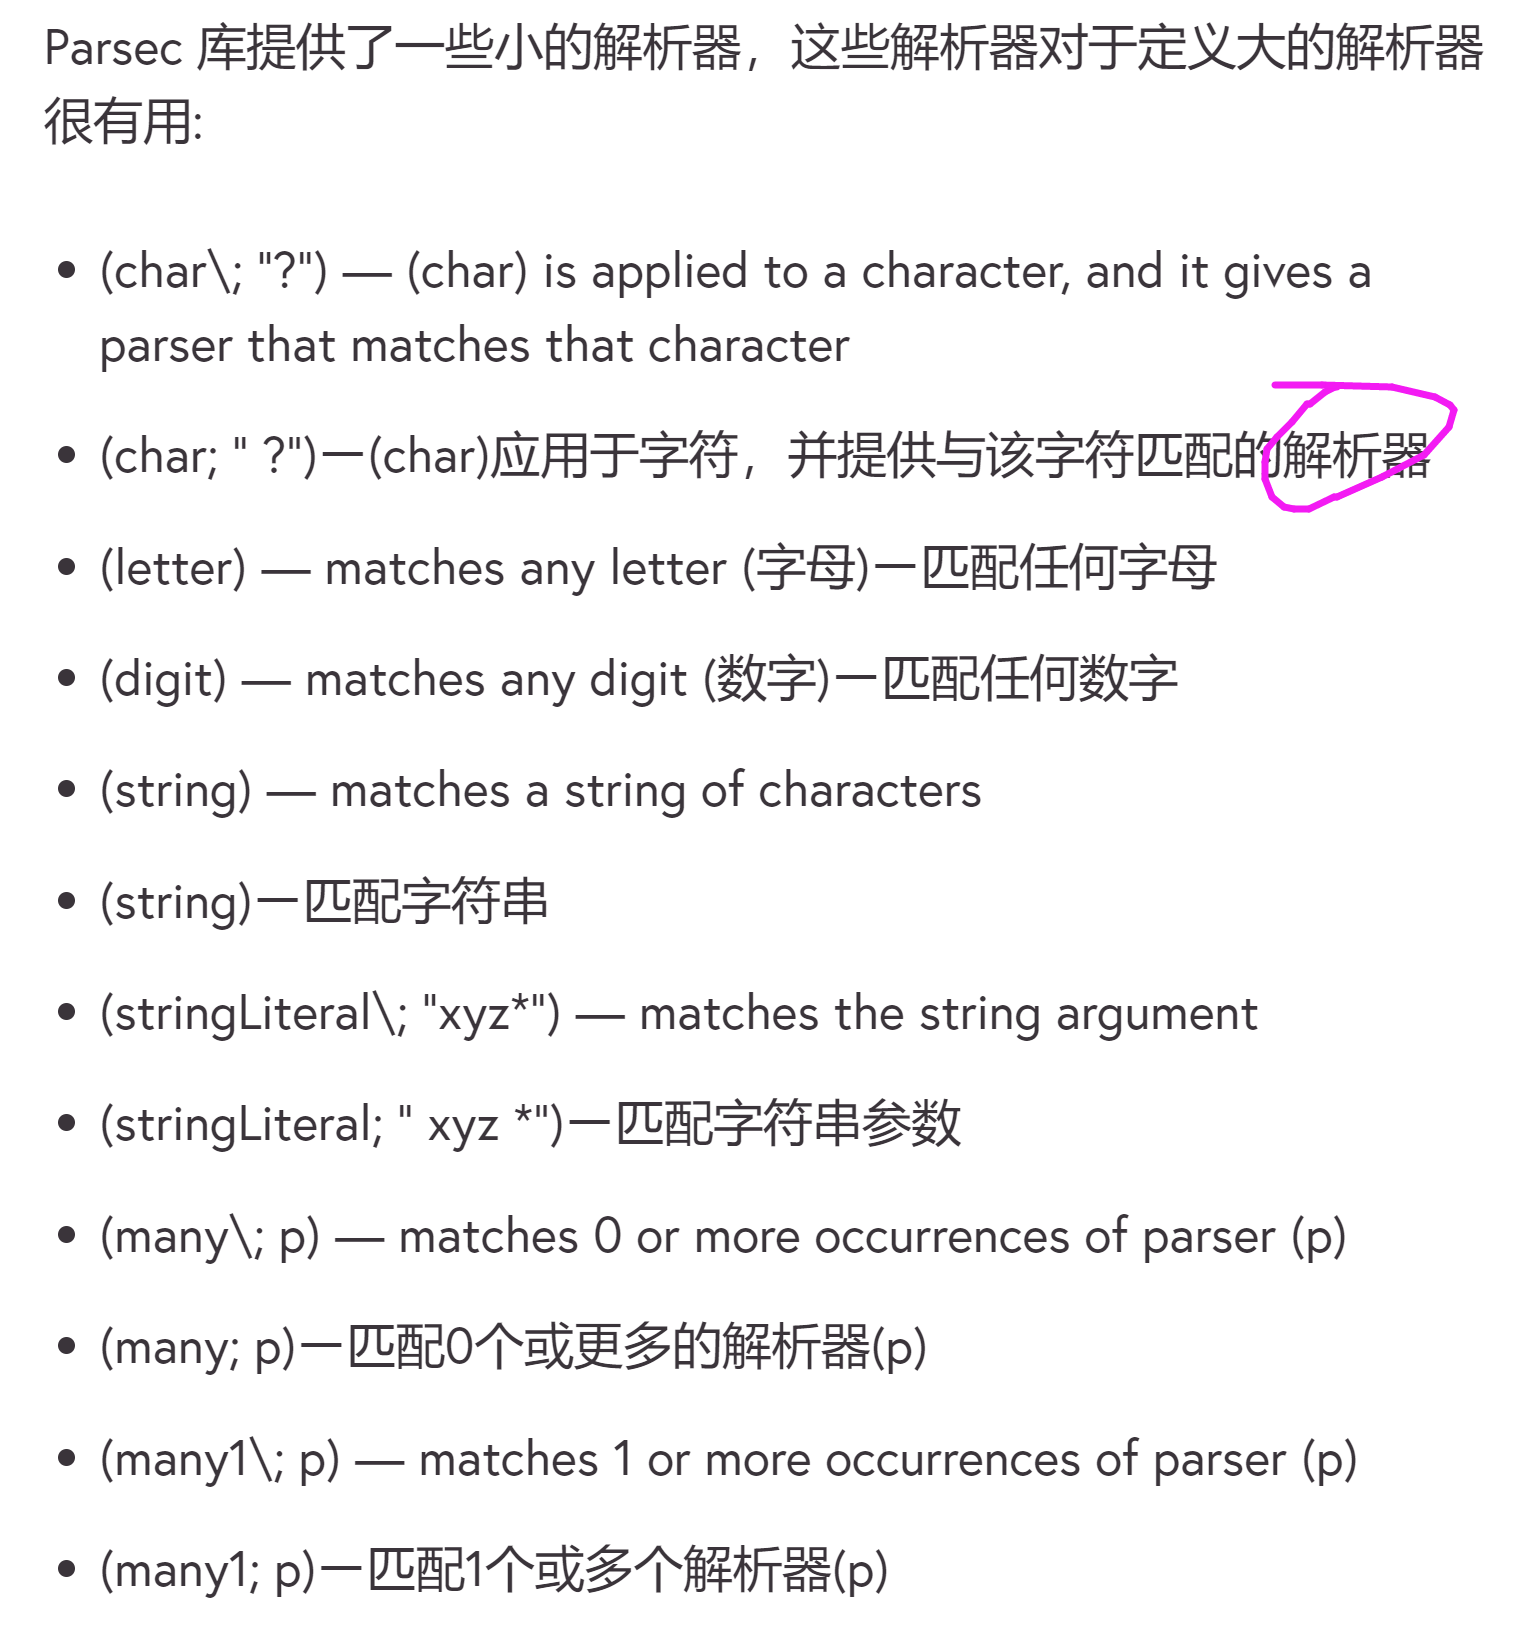 Parsec 库提供了一些小的解析器，这些解析器对于定义大的解析器
很有用:
• (char\; "?") — (char) is applied to a character, and it gives a
parser that matches that character
• (char; " ?")—(char)应用于字符，并提供与该字符匹配的解析器
• (letter) — matches any letter (字母)—匹配任何字母
• (digit) — matches any digit (数字)—匹配任何数字
• (string) — matches a string of characters
• (string)—匹配字符串
• (stringLiteral\; "xyz*") — matches the string argument
• (stringLiteral; " xyz *")—匹配字符串参数
• (many\; p) — matches 0 or more occurrences of parser (p)
• (many; p)—匹配0个或更多的解析器(p)
• (many1\; p) — matches 1 or more occurrences of parser (p)
• (many1; p)—匹配1个或多个解析器(p)